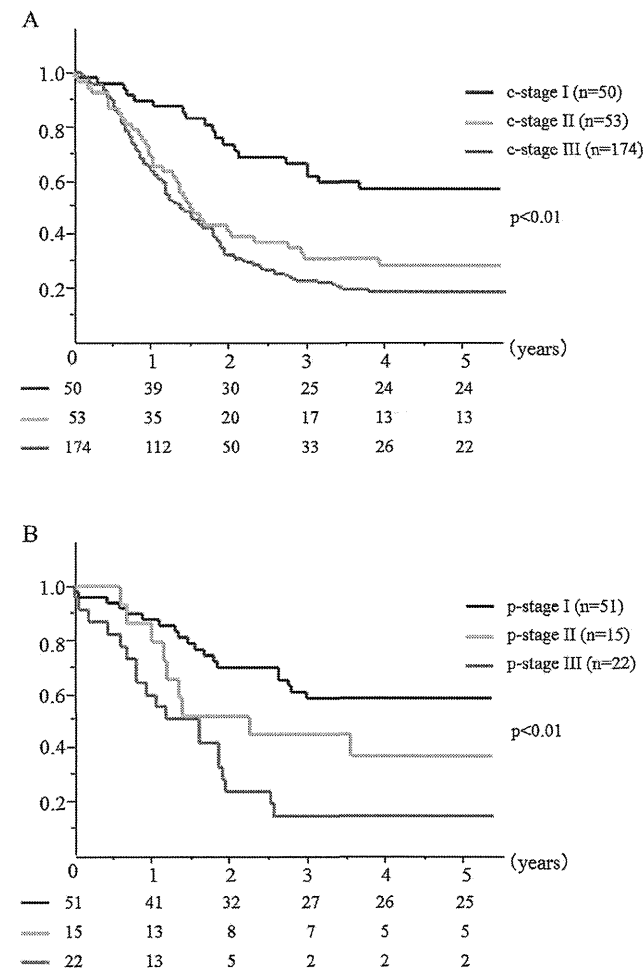 A
1.0
0.8
0.6
0.4
0.2
c-stage I (n=50)
c-stage II (n=53)
c-stage III (n=174)
p<0.01
0 1 2 3 4 5 (years)
50 39 30 25 24 24
53 35 20 17 13 13
174 112 50 33 26 22
B
1.0
0.8
0.6
0.4
0.2
p-stage I (n=51)
p-stage II (n=15)
p-stage III (n=22)
p<0.01
0 1 2 3 4 5 (years)
51 41 32 27 26 25
15 13 8 7 5 5
22 13 5 2 2 2